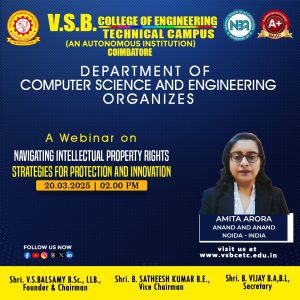 V.S.B. COLLEGE OF ENGINEERING
TECHNICAL CAMPUS
(AN AUTONOMOUS INSTITUTION)
COIMBATORE
NBA
A+
DEPARTMENT OF
COMPUTER SCIENCE AND ENGINEERING
ORGANIZES
A Webinar on
NAVIGATING INTELLECTUAL PROPERTY RIGHTS
STRATEGIES FOR PROTECTION AND INNOVATION
20.03.2025 | 02.00 PM
AMITA ARORA
ANAND AND ANAND
NOIDA - INDIA
FOLLOW US NOW
visit us at
www.vsbcetc.edu.in
Shri. V.S.BALSAMY B.Sc., LLB.,
Founder & Chairman
Shri. B. SATHEESH KUMAR B.E.,
Vice Chairman
Shri. B. VIJAY B.A,B.L,
Secretary